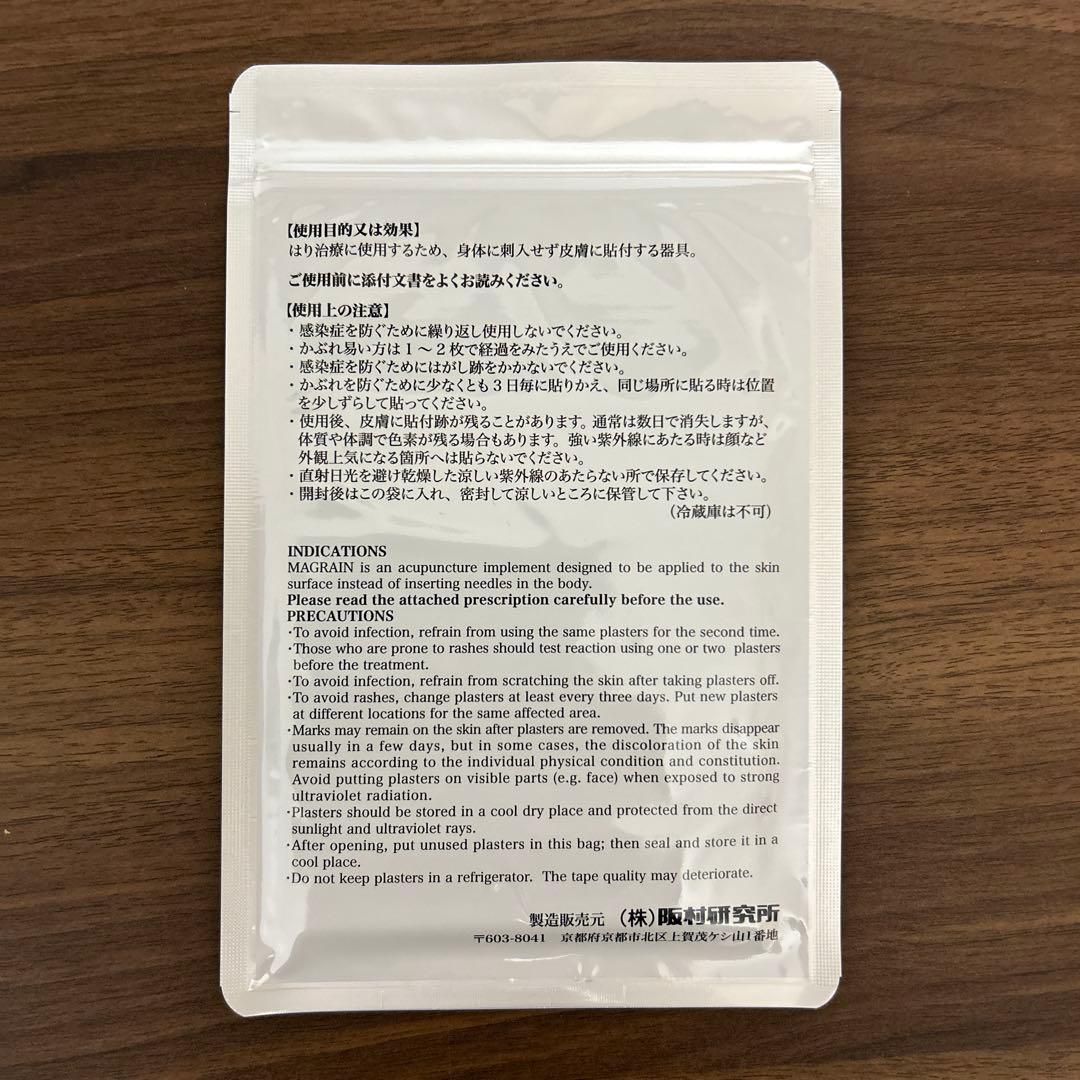 【使用目的又は効果】
はり治療に使用するため、身体に刺入せず皮膚に貼付する器具。
ご使用前に添付文書をよくお読みください。
【使用上の注意】
・感染症を防ぐために繰り返し使用しないでください。
・かぶれ易い方は1～2枚で経過をみたうえでご使用ください。
・感染症を防ぐためにはがし跡をかかないでください。
・かぶれを防ぐために少なくとも3日毎に貼りかえ、同じ場所に貼る時は位置
を少しずらして貼ってください。
・使用後、皮膚に貼付跡が残ることがあります。通常は数日で消失しますが、
体質や体調で色素が残る場合もあります。強い紫外線にあたる時は顔など
外観上気になる箇所へは貼らないでください。
・直射日光を避け乾燥した涼しい紫外線のあたらない所で保存してください。
・開封後はこの袋に入れ、密封して涼しいところに保管して下さい。
（冷蔵庫は不可）
INDICATIONS
MAGRAIN is an acupuncture implement designed to be applied to the skin
surface instead of inserting needles in the body.
Please read the attached prescription carefully before the use.
PRECAUTIONS
・To avoid infection, refrain from using the same plasters for the second time.
・Those who are prone to rashes should test reaction using one or two plasters
before the treatment.
・To avoid infection, refrain from scratching the skin after taking plasters off.
・To avoid rashes, change plasters at least every three days. Put new plasters
at different locations for the same affected area.
・Marks may remain on the skin after plasters are removed. The marks disappear
usually in a few days, but in some cases, the discoloration of the skin
remains according to the individual physical condition and constitution.
Avoid putting plasters on visible parts (e.g. face) when exposed to strong
ultraviolet radiation.
・Plasters should be stored in a cool dry place and protected from the direct
sunlight and ultraviolet rays.
・After opening, put unused plasters in this bag; then seal and store it in a
cool place.
・Do not keep plasters in a refrigerator. The tape quality may deteriorate.
製造販売元 （株）阪村研究所
〒603-8041 京都府京都市北区上賀茂ケシ山1番地